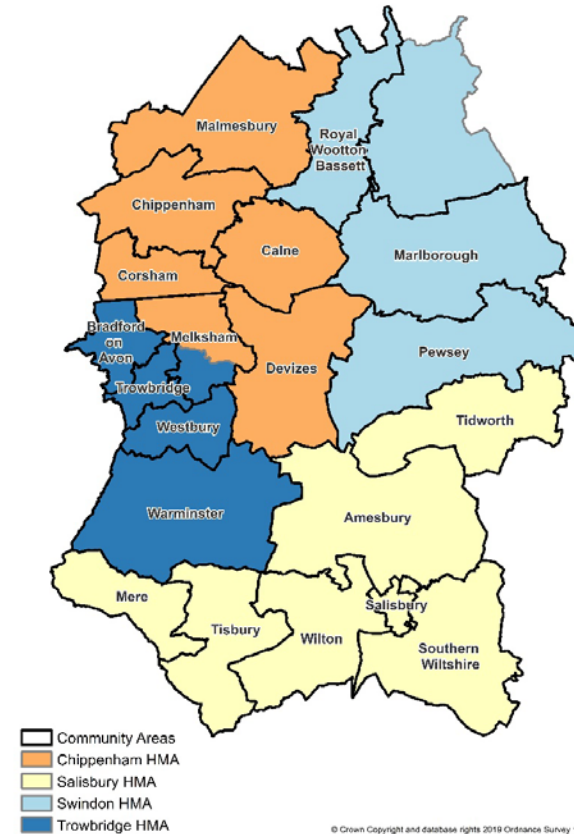 Malmesbury
Royal
Wootton
Bassett
Chippenham
Calne
Marlborough
Corsham
Bradford
on
Avon
Melksham
Devizes
Pewsey
Trowbridge
Tidworth
Westbury
Warminster
Amesbury
Mere
Salisbury
Tisbury
Wilton
Southern
Wiltshire
Community Areas
Chippenham HMA
Salisbury HMA
Swindon HMA
Trowbridge HMA
© Crown Copyright and database rights 2019 Ordnance Survey